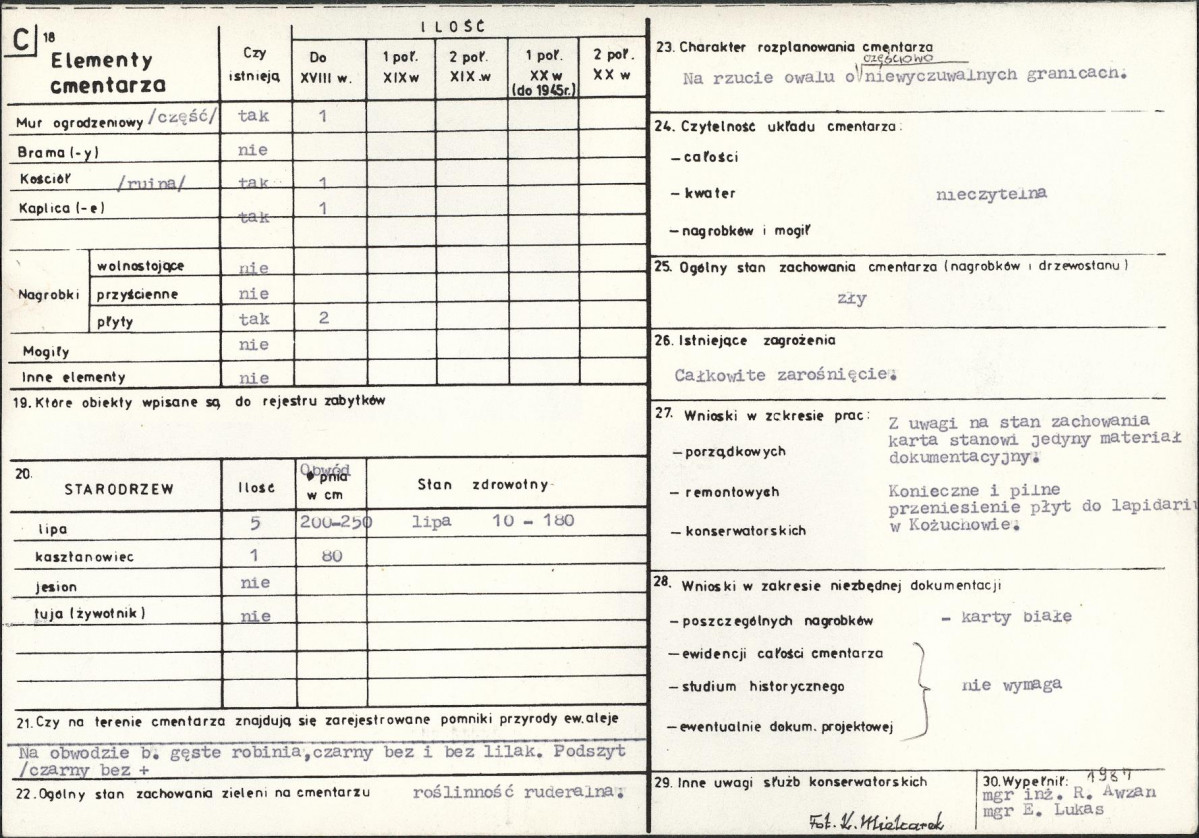 C
18
Elementy
cmentarza
Czy
istnieją
ILOŚĆ
Do
XVIII w.
1 poł.
XIX w
2 poł.
XIX.w
1 poł.
XX w
(do 1945r.)
2 poł.
XX w
Mur ogrodzeniowy /część/ tak 1
Brama (-y) nie
Kościół /ruina/ tak 1
Kaplica (-e) tak 1
Nagrobki
wolnostojące nie
przyścienne nie
płyty tak 2
Mogiły nie
Inne elementy nie
19. Które obiekty wpisane są do rejestru zabytków
20.
STARODRZEW
Ilość
Obwód
pnia
w cm
Stan zdrowotny
lipa 5 200-250 lipa 10 - 180
kasztanowiec 1 80
jesion nie
tuja (żywotnik) nie
21. Czy na terenie cmentarza znajdują się zarejestrowane pomniki przyrody ew. aleje
Na obwodzie b. gęste robinia, czarny bez i bez lilak. Podszyt
/czarny bez +
22. Ogólny stan zachowania zieleni na cmentarzu roślinność ruderalna.
23. Charakter rozplanowania cmentarza
częściowo
Na rzucie owalu o niewyczuwalnych granicach.
24. Czytelność układu cmentarza:
- całości
- kwater nieczytelna
- nagrobków i mogił
25. Ogólny stan zachowania cmentarza (nagrobków i drzewostanu)
zły
26. Istniejące zagrożenia
Całkowite zarośnięcie.
27. Wnioski w zakresie prac:
- porządkowych
- remontowych
- konserwatorskich
Z uwagi na stan zachowania
karta stanowi jedyny materiał
dokumentacyjny.
Konieczne i pilne
przeniesienie płyt do lapidariu
w Kożuchowie.
28. Wnioski w zakresie niezbędnej dokumentacji
- poszczególnych nagrobków - karty białe
- ewidencji całości cmentarza
- studium historycznego nie wymaga
- ewentualnie dokum. projektowej
29. Inne uwagi służb konserwatorskich
Fot. K. Mielcarek
30. Wypełnił: 1987
mgr inż. R. Awzan
mgr E. Lukas